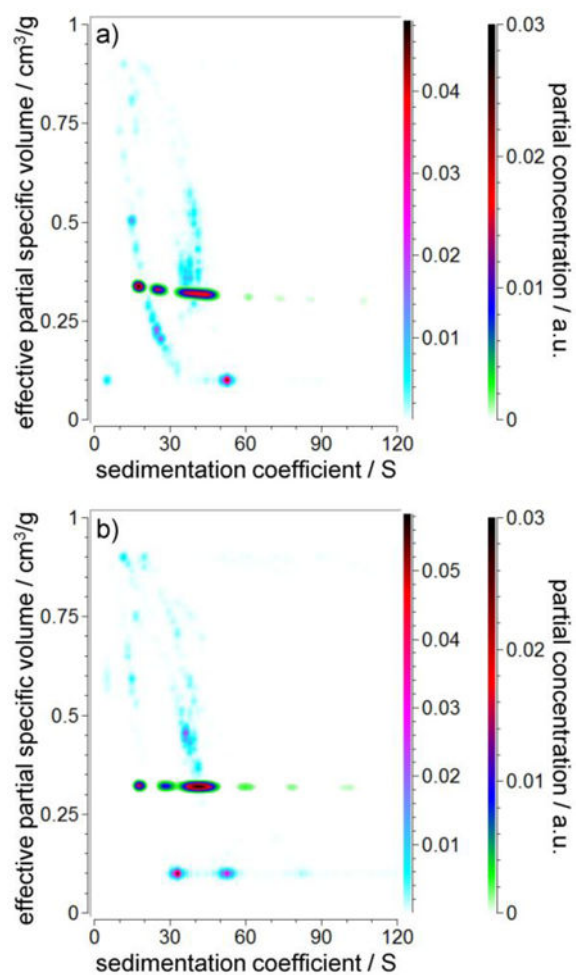 a)
effective partial specific volume / cm³/g
1
0.75
0.5
0.25
0
0 30 60 90 120
sedimentation coefficient / S
0.04
0.03
0.02
0.01
0.03
0.02
0.01
0
partial concentration / a.u.
b)
effective partial specific volume / cm³/g
1
0.75
0.5
0.25
0
0 30 60 90 120
sedimentation coefficient / S
0.05
0.04
0.03
0.02
0.01
0.03
0.02
0.01
0
partial concentration / a.u.